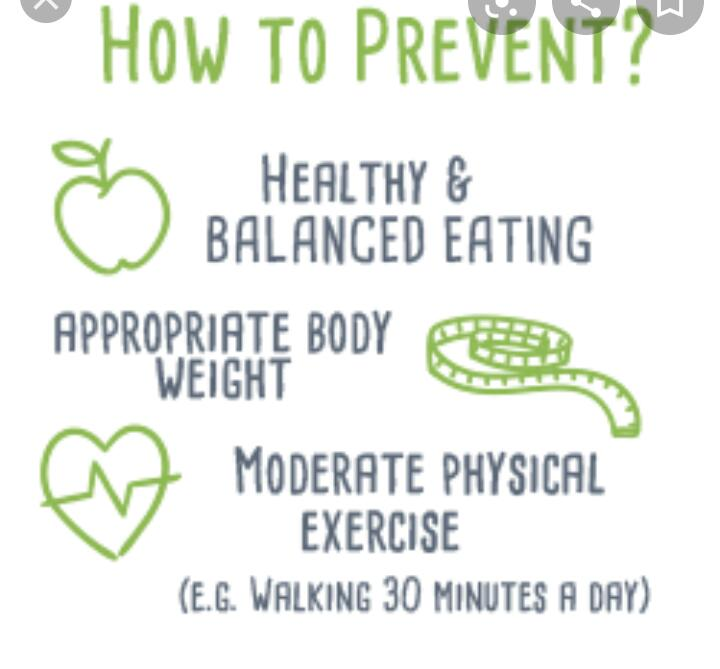 HOW TO PREVENT?
HEALTHY &
BALANCED EATING
APPROPRIATE BODY
WEIGHT
MODERATE PHYSICAL
EXERCISE
(E.G. WALKING 30 MINUTES A DAY)